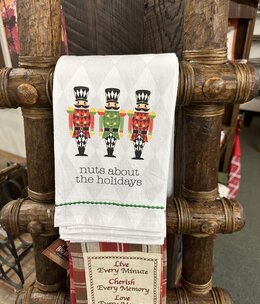 nuts about
the holidays
Live
Every Minute
Cherish
Every Memory
Love